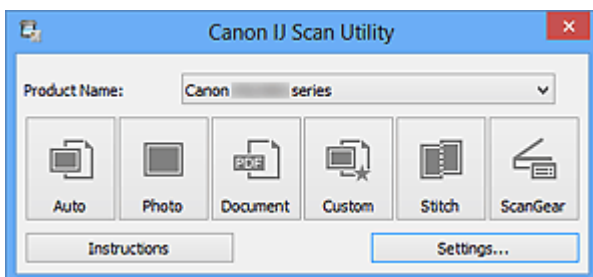 Canon IJ Scan Utility
Product Name: Canon series
PDF
Auto Photo Document Custom Stitch ScanGear
Instructions Settings...